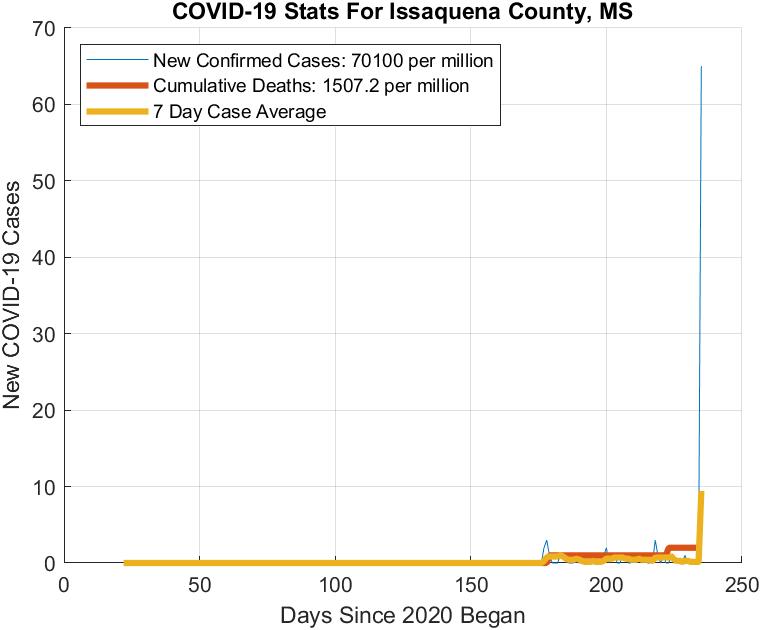 COVID-19 Stats For Issaquena County, MS
70
60
50
40
30
20
10
0
New COVID-19 Cases
New Confirmed Cases: 70100 per million
Cumulative Deaths: 1507.2 per million
7 Day Case Average
0
50
100
150
200
250
Days Since 2020 Began